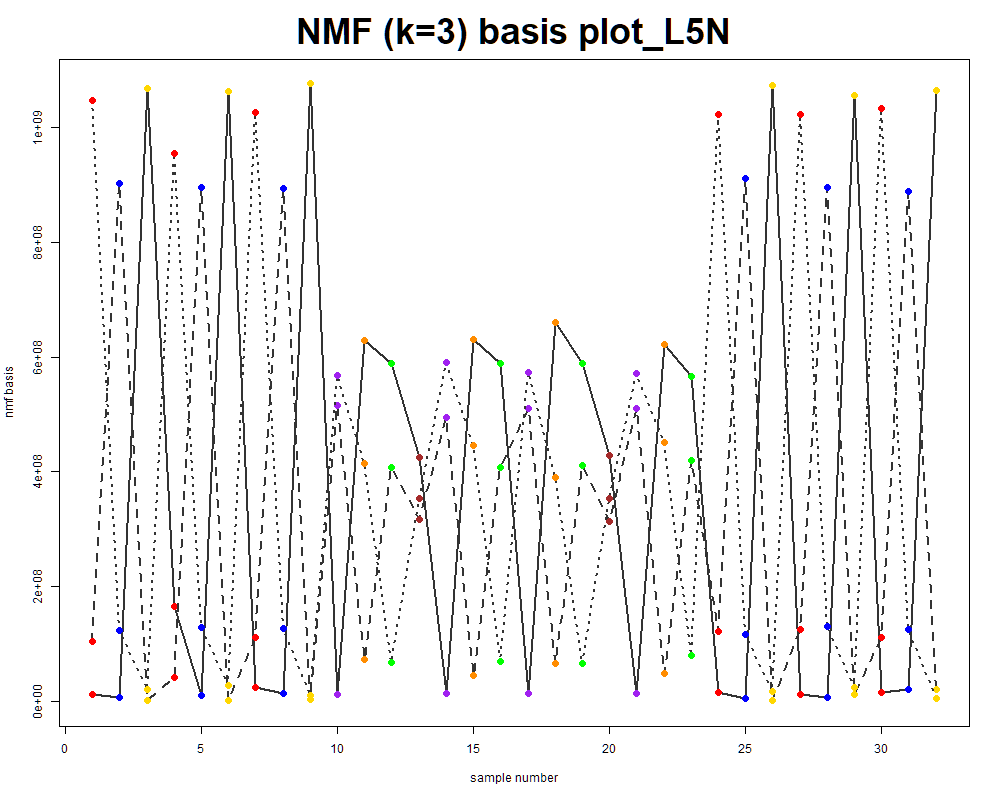 NMF (k=3) basis plot_L5N
1e+09
8e+08
6e+08
4e+08
2e+08
0e+00
nmf basis
0 5 10 15 20 25 30
sample number